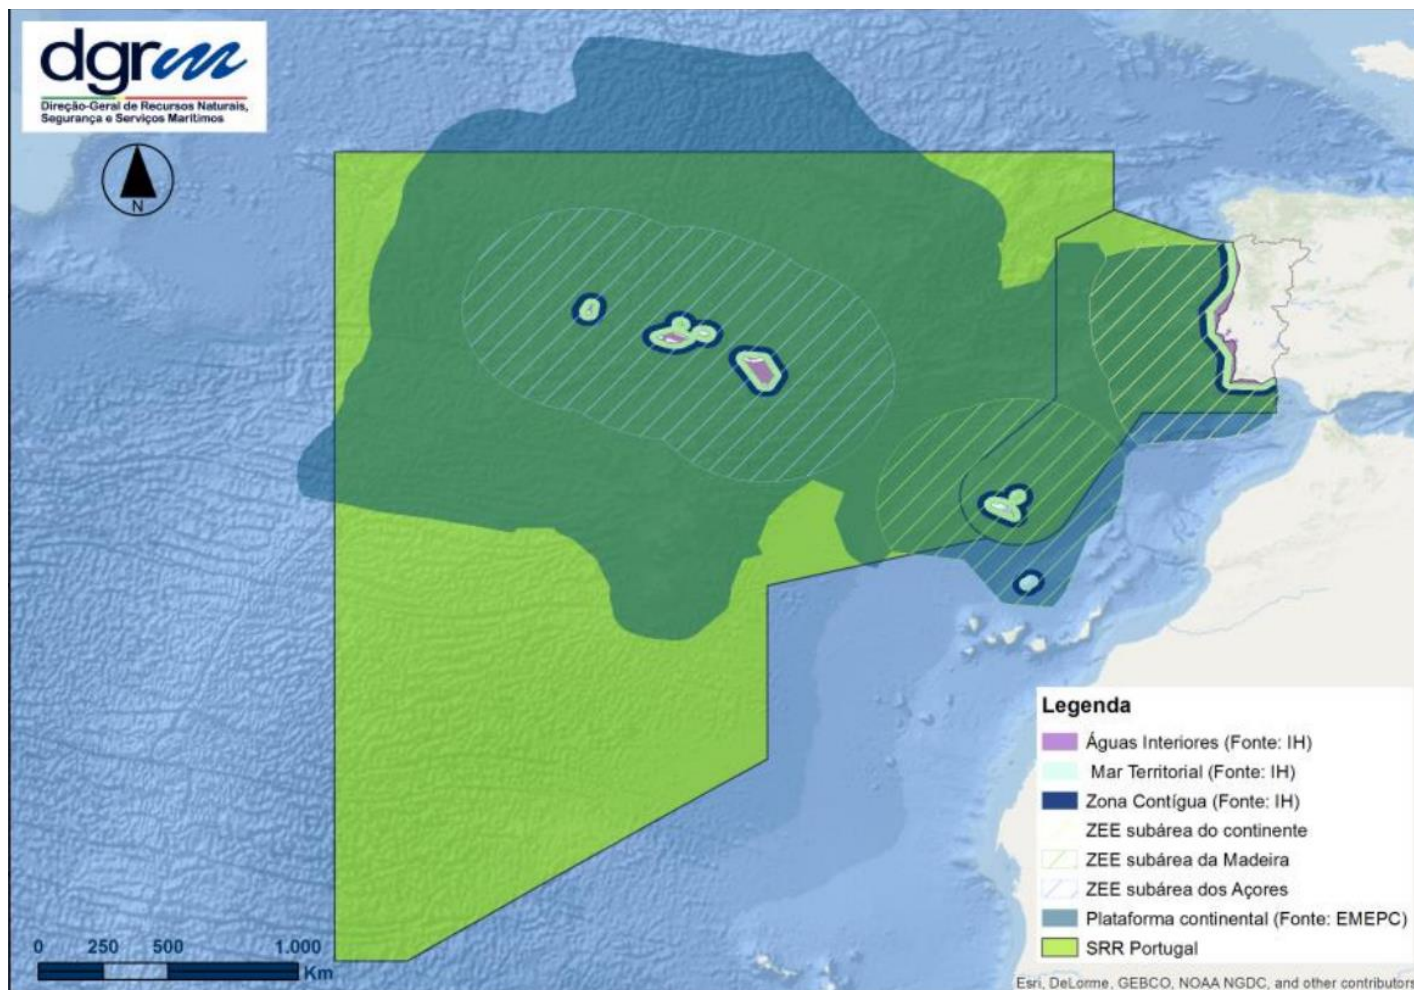 dgrm
Direção-Geral de Recursos Naturais,
Segurança e Serviços Marítimos
N
Legenda
Águas Interiores (Fonte: IH)
Mar Territorial (Fonte: IH)
Zona Contígua (Fonte: IH)
ZEE subárea do continente
ZEE subárea da Madeira
ZEE subárea dos Açores
Plataforma continental (Fonte: EMEPC)
SRR Portugal
0 250 500 1.000
Km
Esri, DeLorme, GEBCO, NOAA NGDC, and other contributors